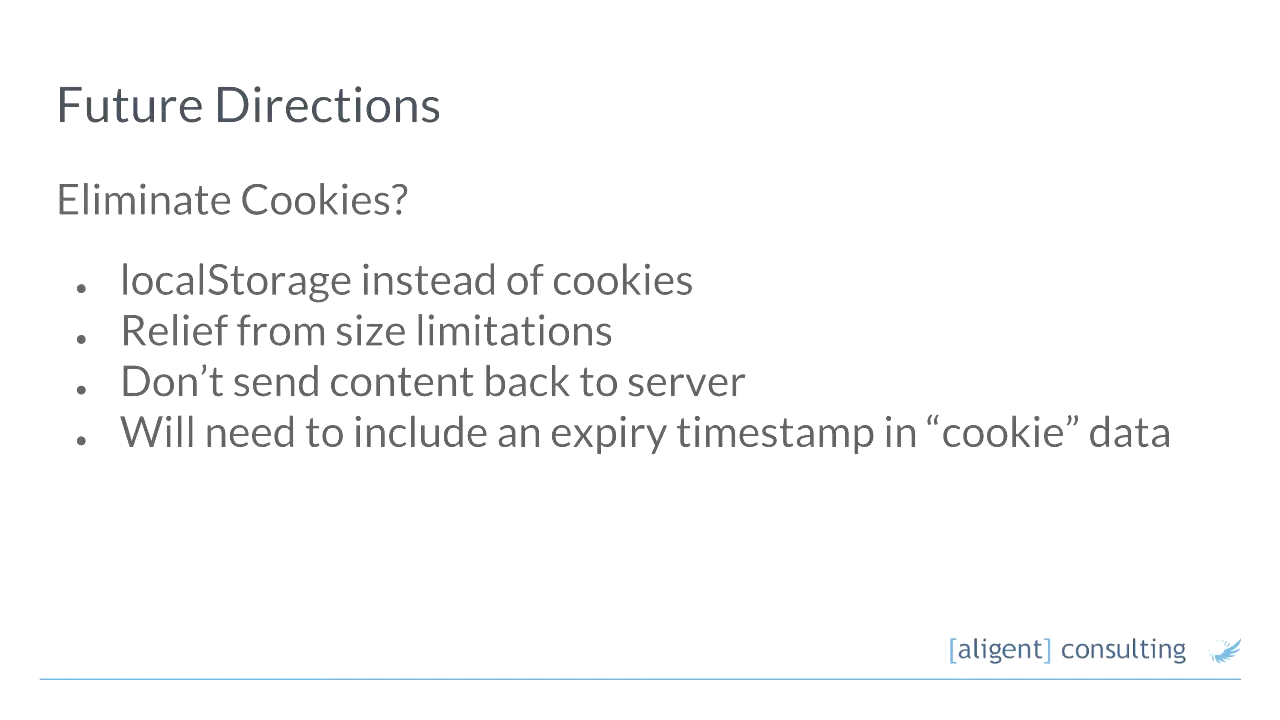 Future Directions
Eliminate Cookies?
● localStorage instead of cookies
● Relief from size limitations
● Don’t send content back to server
● Will need to include an expiry timestamp in “cookie” data
[aligent] consulting